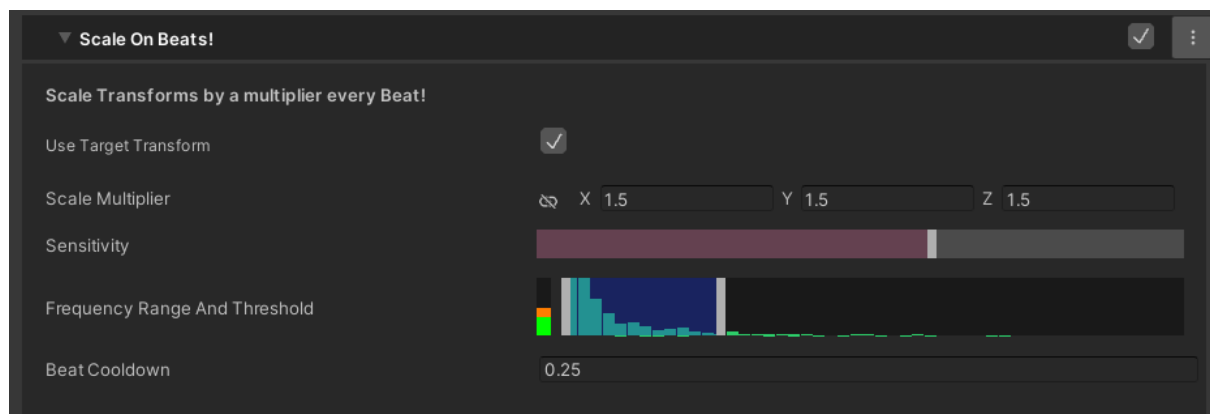 Scale On Beats!
Scale Transforms by a multiplier every Beat!
Use Target Transform
Scale Multiplier X 1.5 Y 1.5 Z 1.5
Sensitivity
Frequency Range And Threshold
Beat Cooldown 0.25